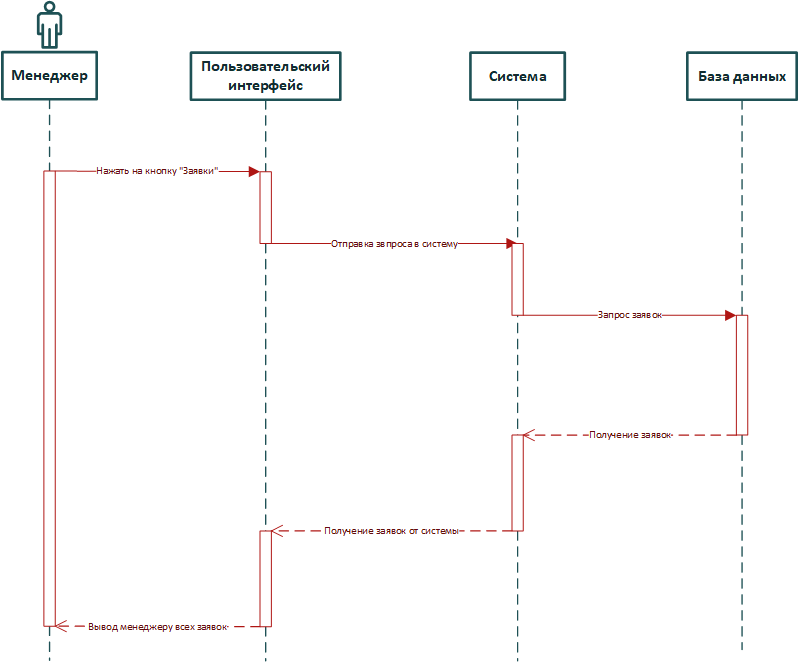 Менеджер
Пользовательский
интерфейс
Система
База данных
Нажать на кнопку "Заявки"
Отправка звпроса в систему
Запрос заявок
Получение заявок
Получение заявок от системы
Вывод менеджеру всех заявок